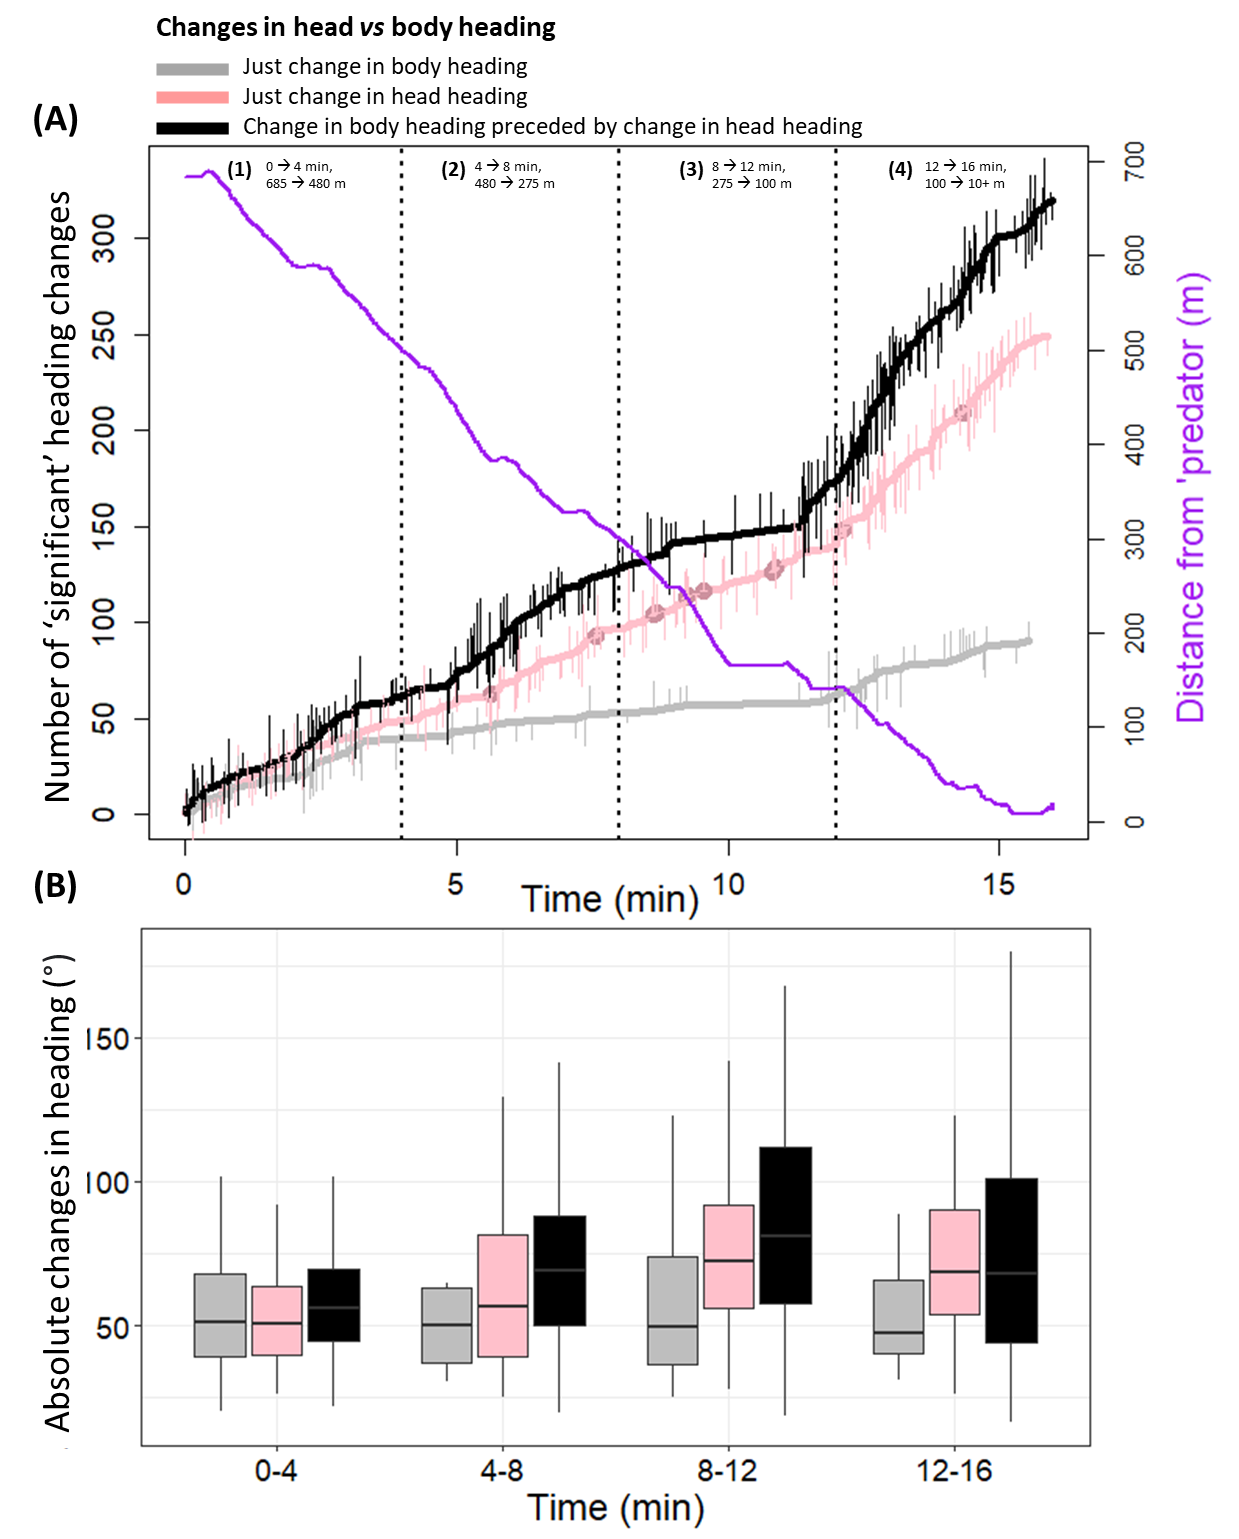 Changes in head vs body heading
Just change in body heading
Just change in head heading
Change in body heading preceded by change in head heading
(A)
(1) 0 → 4 min,
685 → 480 m
(2) 4 → 8 min,
480 → 275 m
(3) 8 → 12 min,
275 → 100 m
(4) 12 → 16 min,
100 → 10+ m
Number of ‘significant’ heading changes
300
250
200
150
100
50
0
700
600
500
400
300
200
100
0
Distance from 'predator (m)
0 5 10 15
Time (min)
(B)
Absolute changes in heading (°)
150
100
50
0-4 4-8 8-12 12-16
Time (min)